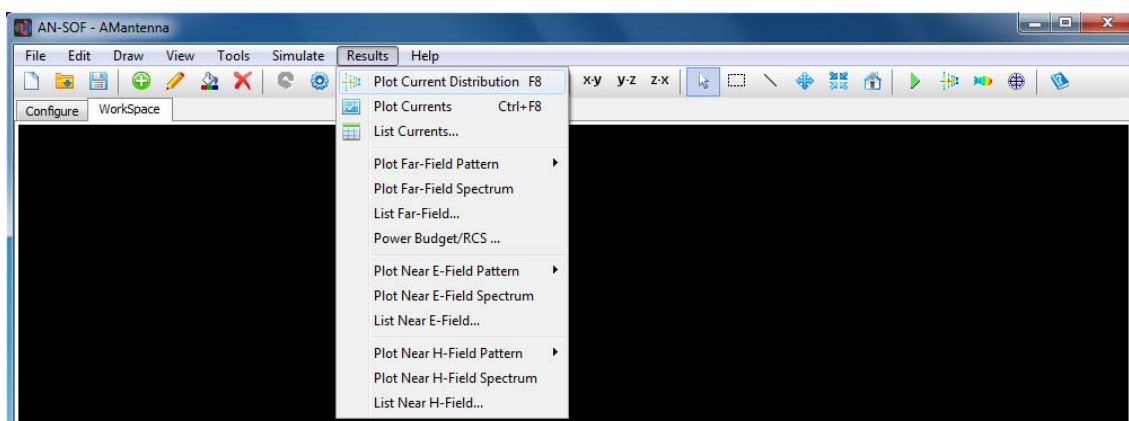 AN-SOF - AMantenna
File Edit Draw View Tools Simulate Results Help
x-y y-z z-x
Configure WorkSpace
Plot Current Distribution F8
Plot Currents Ctrl+F8
List Currents...
Plot Far-Field Pattern
Plot Far-Field Spectrum
List Far-Field...
Power Budget/RCS ...
Plot Near E-Field Pattern
Plot Near E-Field Spectrum
List Near E-Field...
Plot Near H-Field Pattern
Plot Near H-Field Spectrum
List Near H-Field...